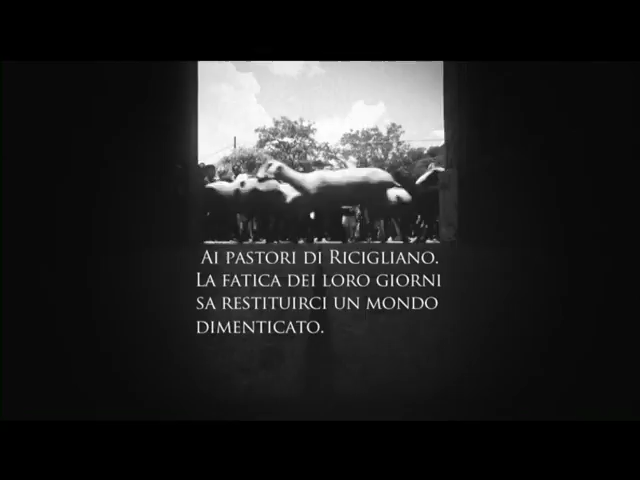 Ai pastori di Ricigliano.
La fatica dei loro giorni
sa restituirci un mondo
dimenticato.